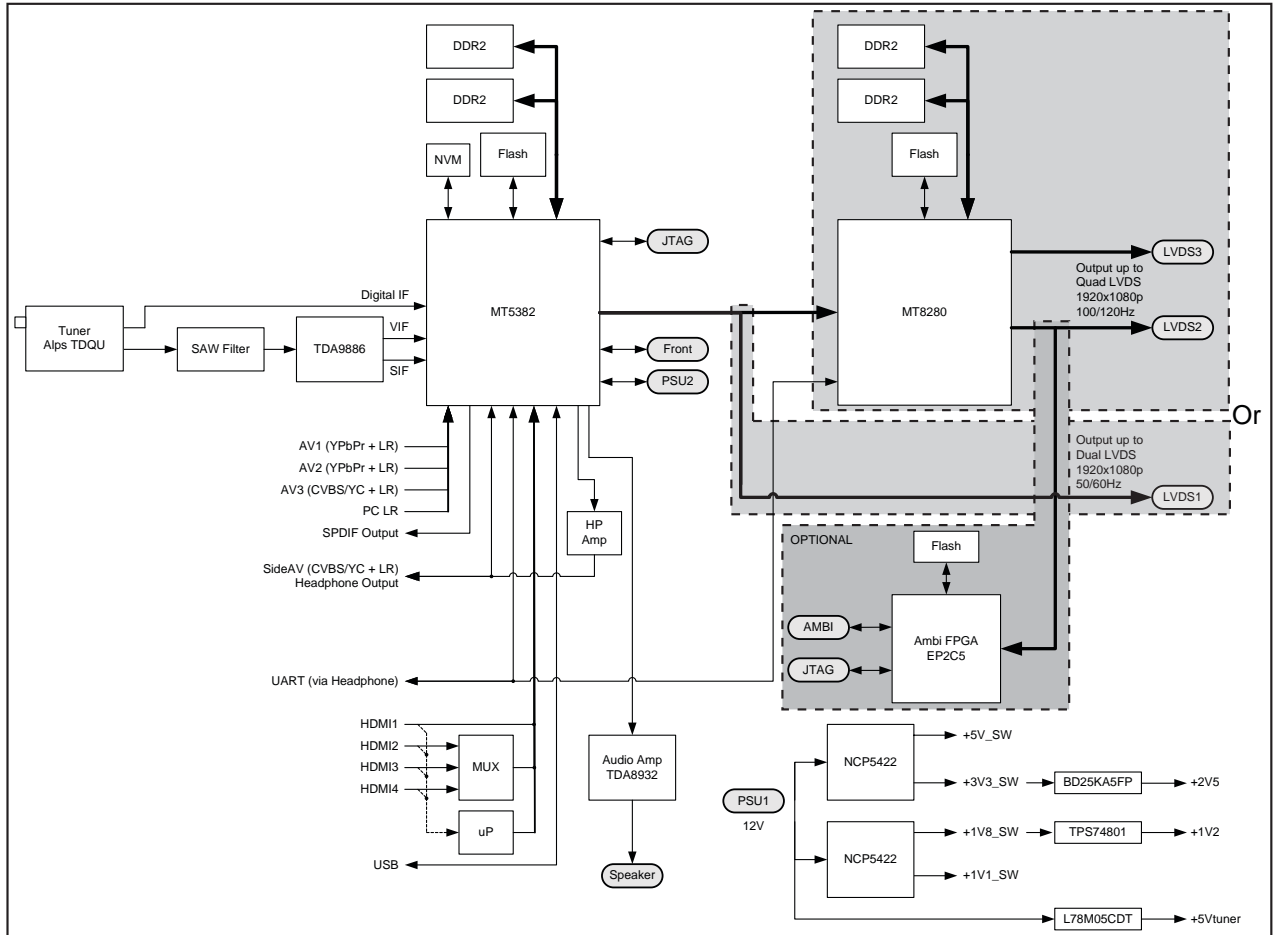 DDR2
DDR2
DDR2
DDR2
NVM
Flash
Flash
JTAG
MT5382
MT8280
LVDS3
Output up to
Quad LVDS
1920x1080p
100/120Hz
LVDS2
Digital IF
Tuner
Alps TDQU
SAW Filter
TDA9886
VIF
SIF
Front
PSU2
Or
AV1 (YPbPr + LR)
AV2 (YPbPr + LR)
AV3 (CVBS/YC + LR)
PC LR
SPDIF Output
HP
Amp
SideAV (CVBS/YC + LR)
Headphone Output
Output up to
Dual LVDS
1920x1080p
50/60Hz
LVDS1
OPTIONAL
Flash
AMBI
JTAG
Ambi FPGA
EP2C5
UART (via Headphone)
HDMI1
HDMI2
HDMI3
HDMI4
MUX
uP
USB
Audio Amp
TDA8932
Speaker
PSU1
12V
NCP5422
+5V_SW
+3V3_SW
BD25KA5FP
+2V5
NCP5422
+1V8_SW
TPS74801
+1V2
+1V1_SW
L78M05CDT
+5Vtuner